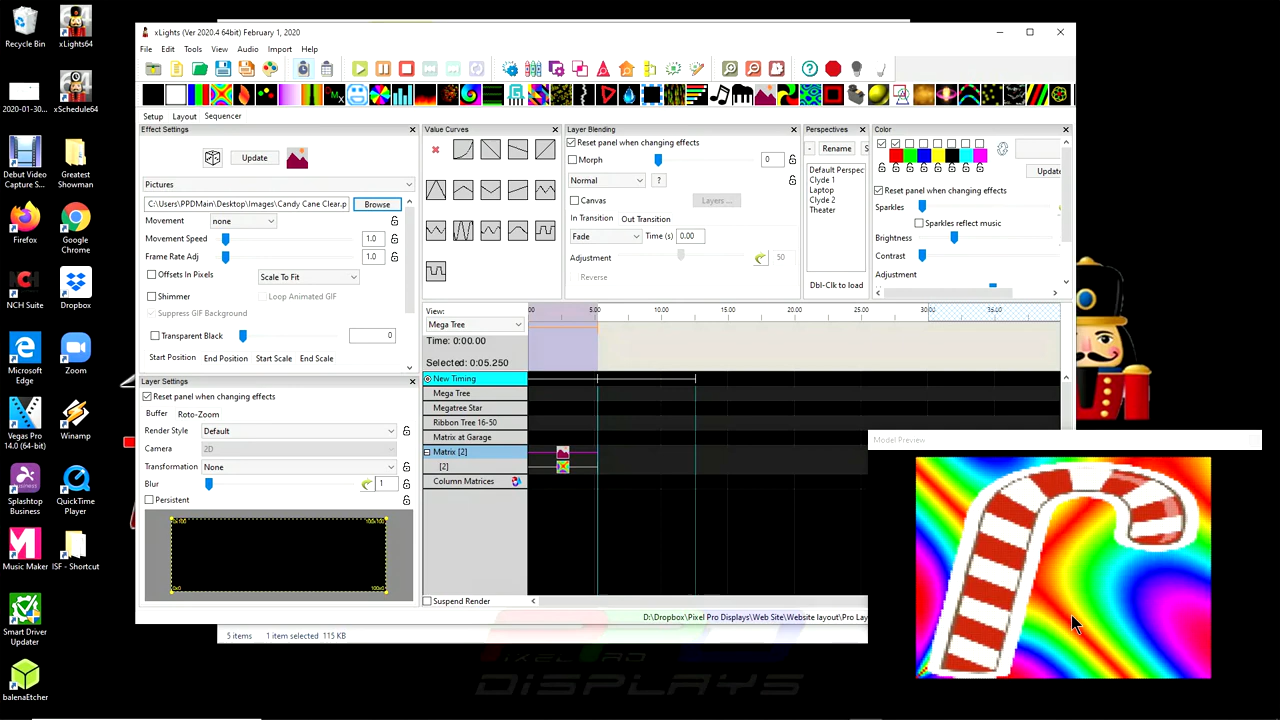 xLights (Ver 2020.4 64bit) February 1, 2020
File Edit Tools View Audio Import Help
Setup Layout Sequencer
Effect Settings
Update
Pictures
C:\Users\PPDMain\Desktop\Images\Candy Cane Clear.p Browse
Movement none
Movement Speed 1.0
Frame Rate Adj 1.0
Offsets In Pixels Scale To Fit
Shimmer Loop Animated GIF
Suppress GIF Background
Transparent Black 0
Start Position End Position Start Scale End Scale
Layer Settings
Reset panel when changing effects
Buffer Roto-Zoom
Render Style Default
Camera 2D
Transformation None
Blur 1
Persistent
0x100 100x100
0x0 100x0
Value Curves
Layer Blending
Reset panel when changing effects
Morph 0
Normal ?
Canvas Layers ...
In Transition Out Transition
Fade Time (s) 0.00
Adjustment 50
Reverse
Perspectives
- Rename S
Default Perspec
Clyde 1
Laptop
Clyde 2
Theater
Dbl-Clk to load
Color
Update
Reset panel when changing effects
Sparkles
Sparkles reflect music
Brightness
Contrast
Adjustment
View:
Mega Tree
Time: 0:00.00
Selected: 0:05.250
5.00 10.00 15.00 20.00 25.00 30.00 35.00
New Timing
Mega Tree
Megatree Star
Ribbon Tree 16-50
Matrix at Garage
Matrix [2]
[2]
Column Matrices
Suspend Render
D:\Dropbox\Pixel Pro Displays\Web Site\Website layout\Pro Lay
5 items 1 item selected 115 KB
Model Preview
DISPLAYS
Recycle Bin
xLights64
2020-01-30...
xSchedule64
Debut Video Capture S...
Greatest Showman
Firefox
Google Chrome
NCH Suite
Dropbox
Microsoft Edge
Zoom
Vegas Pro 14.0 (64-bit)
Winamp
Splashtop Business
QuickTime Player
Music Maker
ISF - Shortcut
Smart Driver Updater
balenaEtcher